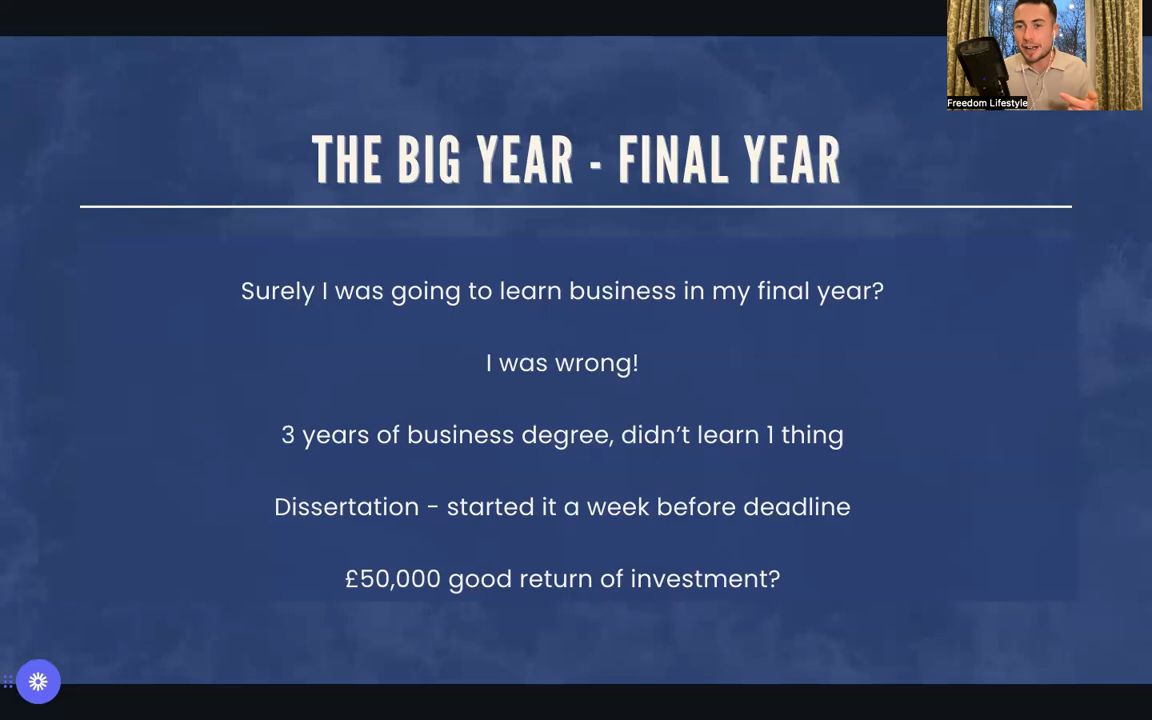 Freedom Lifestyle
THE BIG YEAR - FINAL YEAR
Surely I was going to learn business in my final year?
I was wrong!
3 years of business degree, didn’t learn 1 thing
Dissertation - started it a week before deadline
£50,000 good return of investment?